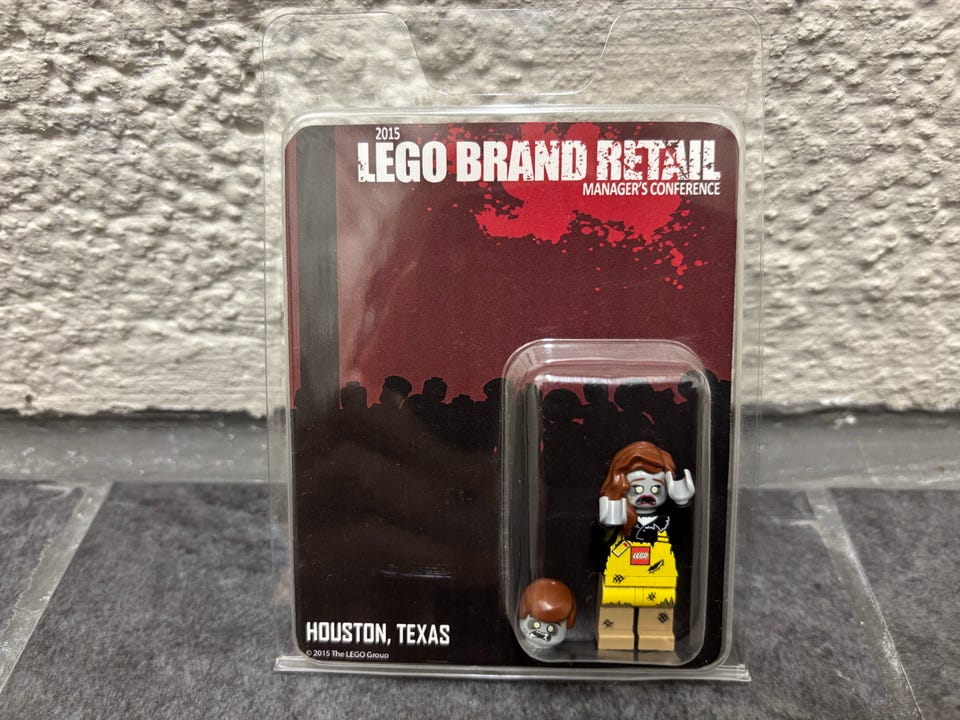 2015
LEGO BRAND RETAIL
MANAGER'S CONFERENCE
LEGO
HOUSTON, TEXAS
© 2015 The LEGO Group